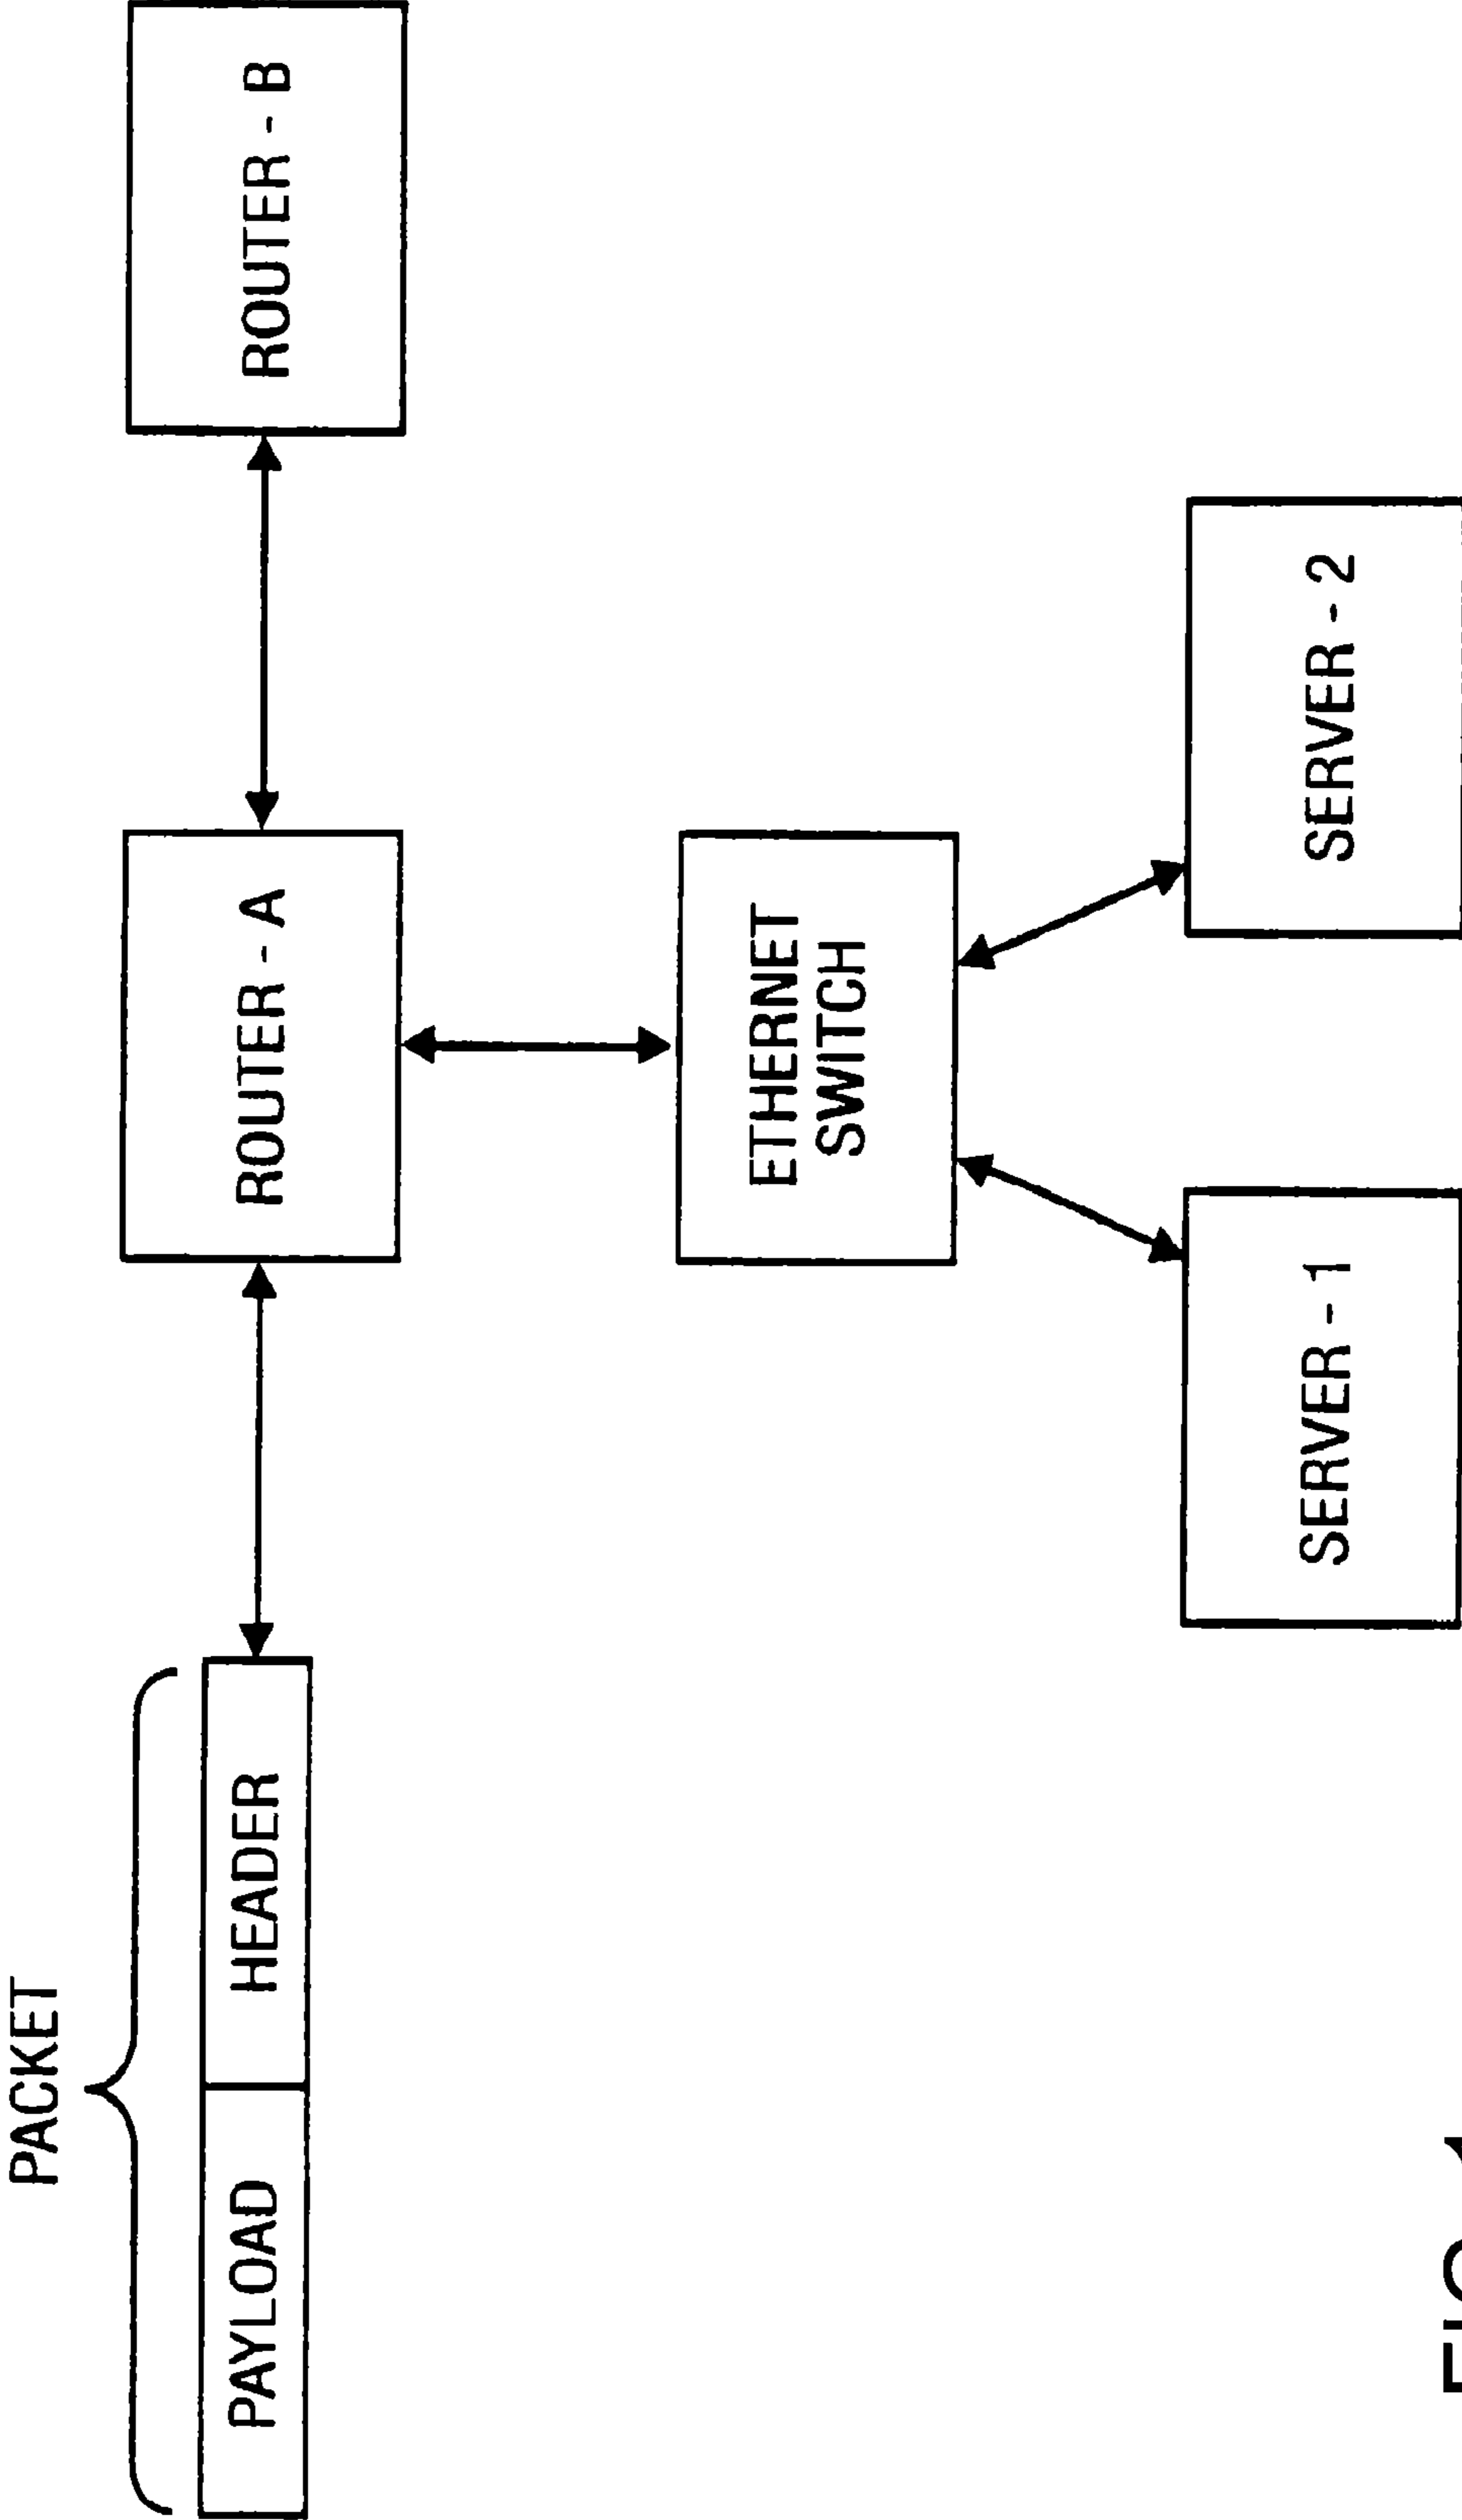 PACKET
PAYLOAD
HEADER
ROUTER - A
ROUTER - B
ETHERNET
SWITCH
SERVER - 1
SERVER - 2